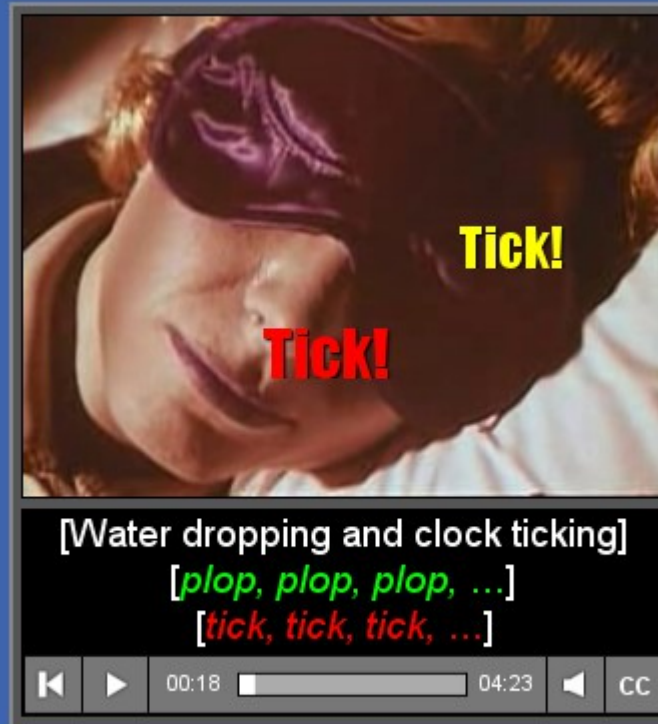 Tick!
Tick!
[Water dropping and clock ticking]
[plop, plop, plop, …]
[tick, tick, tick, …]
00:18 04:23 CC